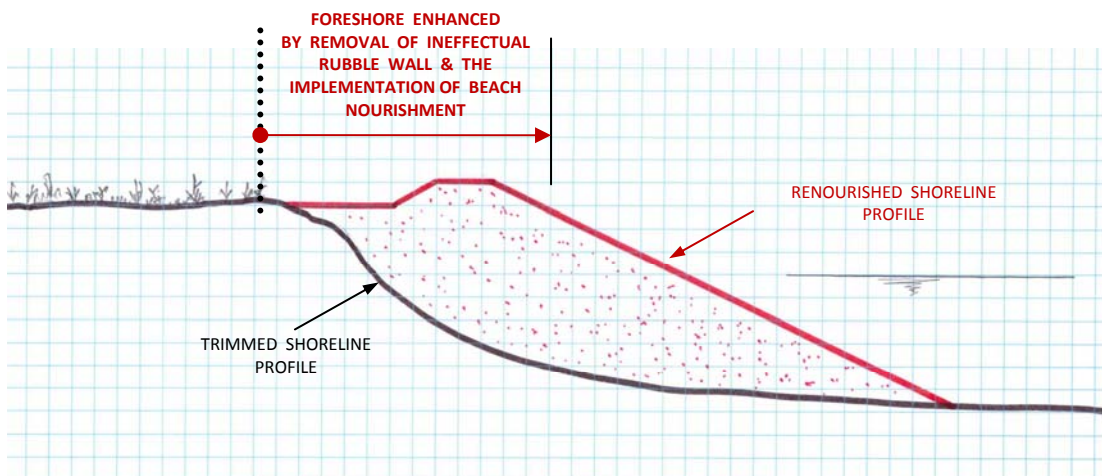 FORESHORE ENHANCED
BY REMOVAL OF INEFFECTUAL
RUBBLE WALL & THE
IMPLEMENTATION OF BEACH
NOURISHMENT
RENOURISHED SHORELINE
PROFILE
TRIMMED SHORELINE
PROFILE